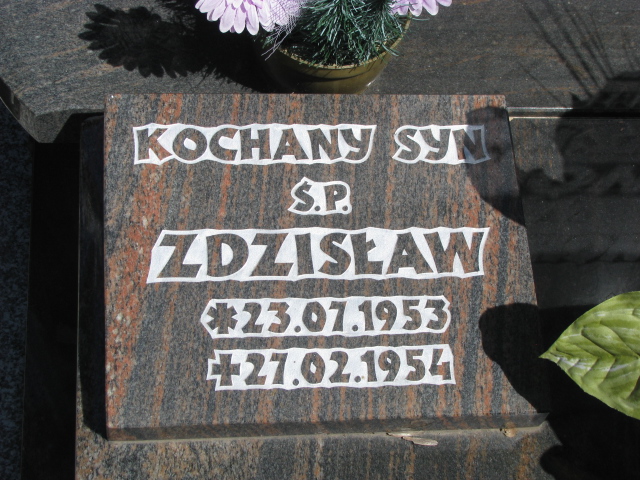 KOCHANY SYN
Ś.P.
ZDZISŁAW
*23.07.1953
+27.02.1954